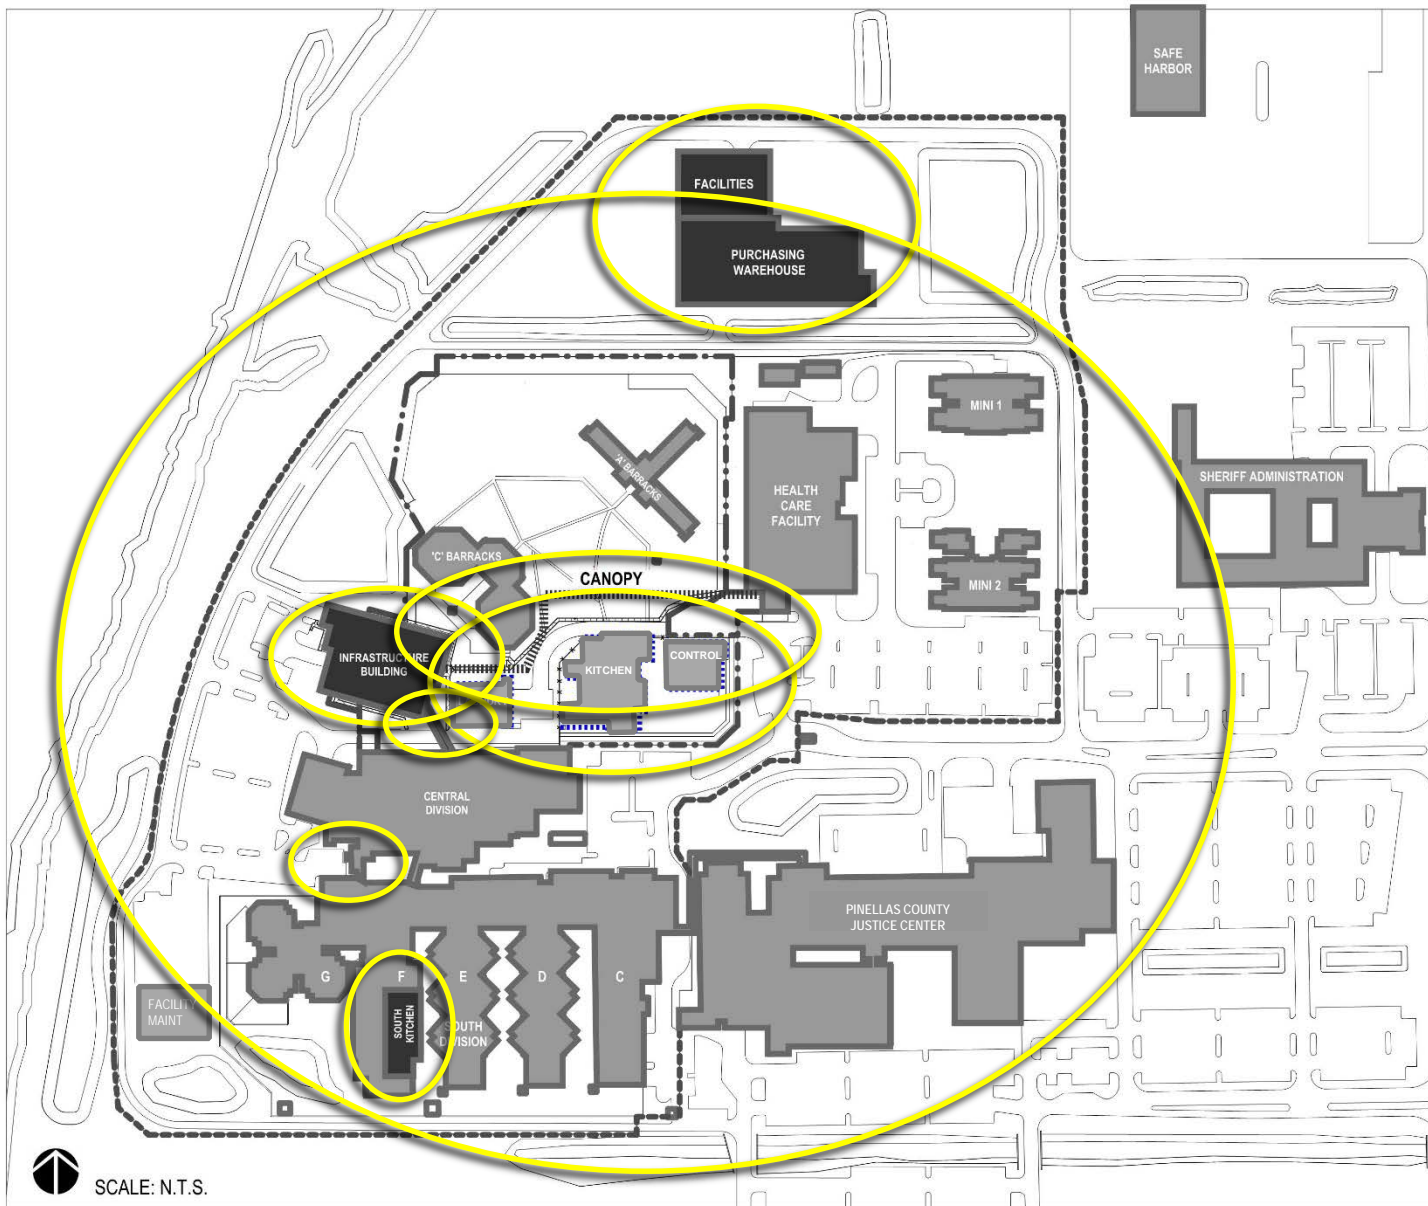 SAFE
HARBOR
FACILITIES
PURCHASING
WAREHOUSE
MINI 1
'A' BARRACKS
HEALTH
CARE
FACILITY
SHERIFF ADMINISTRATION
'C' BARRACKS
CANOPY
MINI 2
INFRASTRUCTURE
BUILDING
KITCHEN
CONTROL
CENTRAL
DIVISION
PINELLAS COUNTY
JUSTICE CENTER
G
F
E
D
C
FACILITY
MAINT
SOUTH
KITCHEN
SOUTH
DIVISION
SCALE: N.T.S.